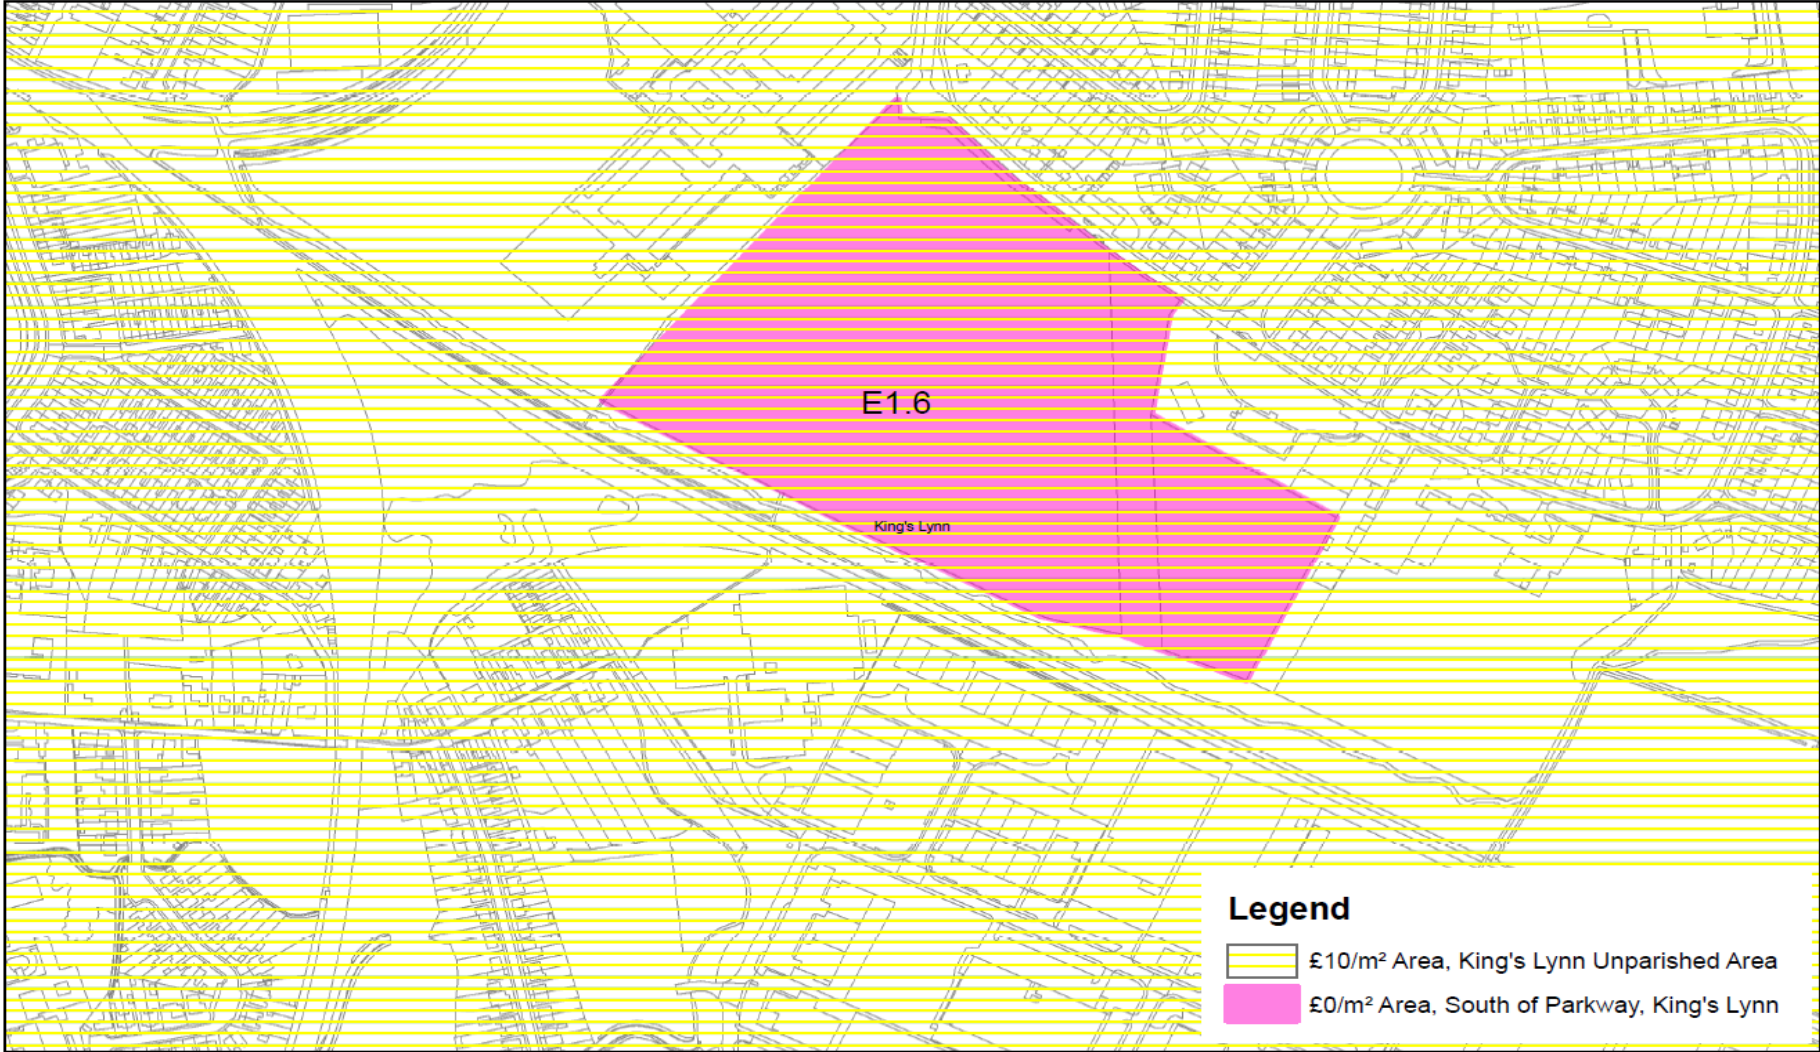 E1.6
King's Lynn
Legend
£10/m² Area, King's Lynn Unparished Area
£0/m² Area, South of Parkway, King's Lynn